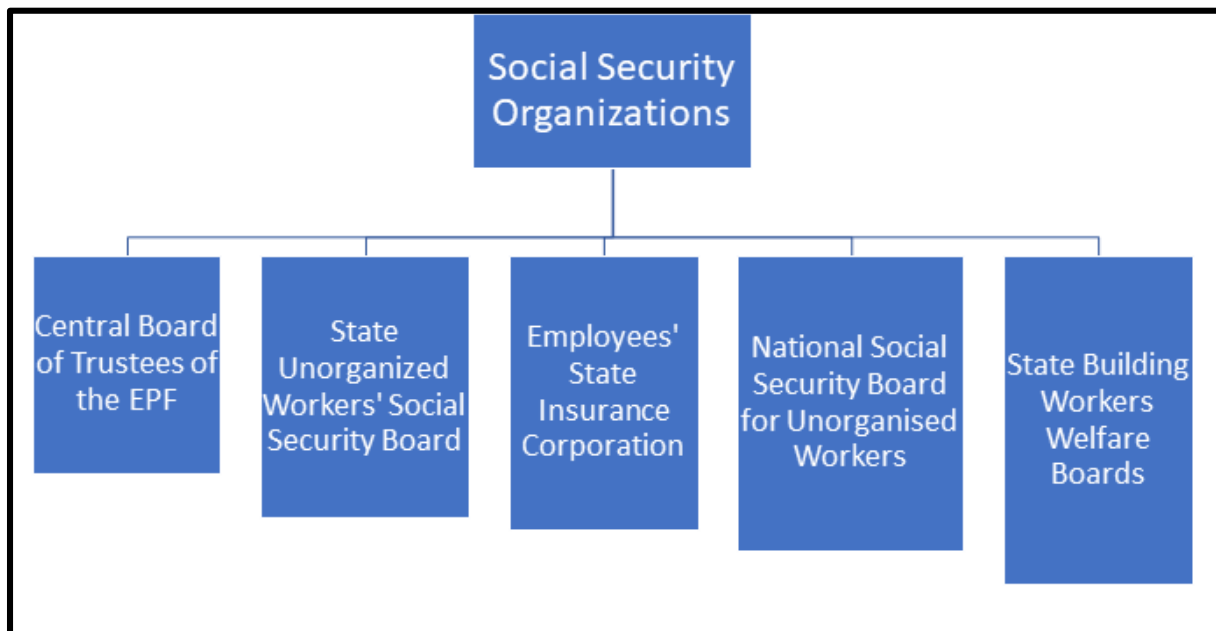 Social Security
Organizations
Central Board
of Trustees of
the EPF
State
Unorganized
Workers' Social
Security Board
Employees'
State
Insurance
Corporation
National Social
Security Board
for Unorganised
Workers
State Building
Workers
Welfare
Boards